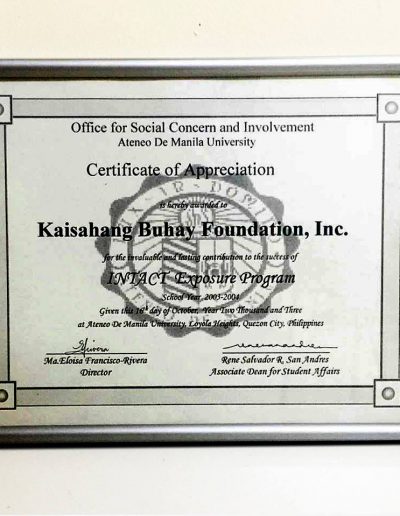 Office for Social Concern and Involvement
Ateneo De Manila University
Certificate of Appreciation
is hereby awarded to
Kaisahang Buhay Foundation, Inc.
for the invaluable and lasting contribution to the success of
INTACT Exposure Program
School Year 2003-2004
Given this 16th day of October, Year Two Thousand and Three
at Ateneo De Manila University, Loyola Heights, Quezon City, Philippines
Ma.Eloisa Francisco-Rivera
Director
Rene Salvador R. San Andres
Associate Dean for Student Affairs